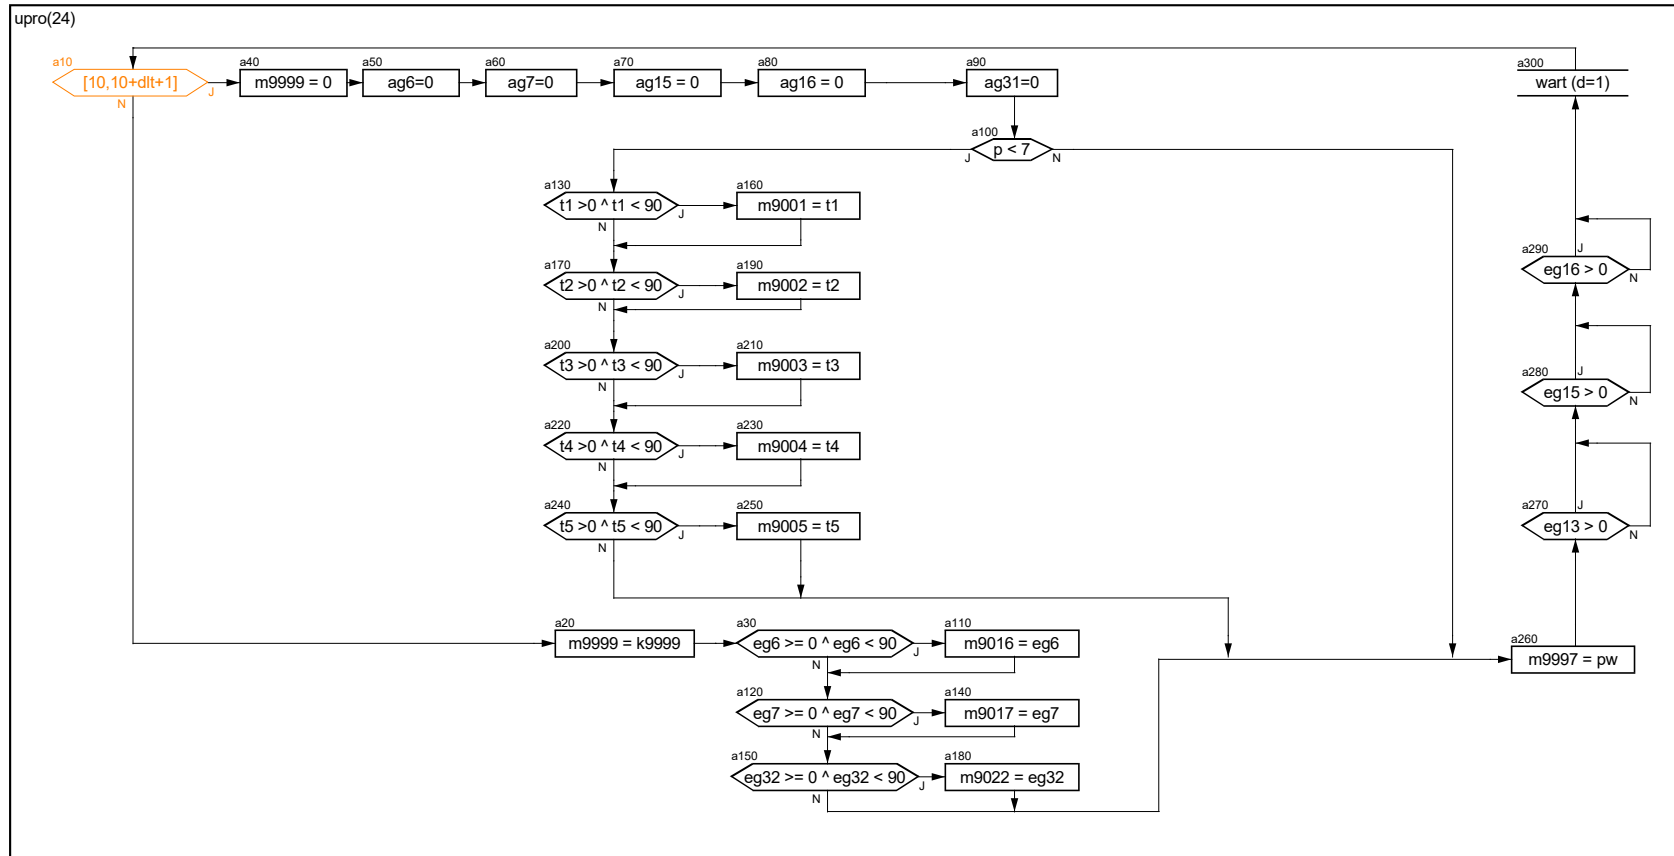 upro(24)
a10
[10,10+dlt+1]
J
N
a40
m9999 = 0
a50
ag6=0
a60
ag7=0
a70
ag15 = 0
a80
ag16 = 0
a90
ag31=0
a300
wart (d=1)
a100
p < 7
J
N
a130
t1 >0 ^ t1 < 90
J
N
a160
m9001 = t1
a170
t2 >0 ^ t2 < 90
J
N
a190
m9002 = t2
a200
t3 >0 ^ t3 < 90
J
N
a210
m9003 = t3
a220
t4 >0 ^ t4 < 90
J
N
a230
m9004 = t4
a240
t5 >0 ^ t5 < 90
J
N
a250
m9005 = t5
a290
J
eg16 > 0
N
a280
J
eg15 > 0
N
a270
J
eg13 > 0
N
a20
m9999 = k9999
a30
eg6 >= 0 ^ eg6 < 90
J
N
a110
m9016 = eg6
a260
m9997 = pw
a120
eg7 >= 0 ^ eg7 < 90
J
N
a140
m9017 = eg7
a150
eg32 >= 0 ^ eg32 < 90
J
N
a180
m9022 = eg32